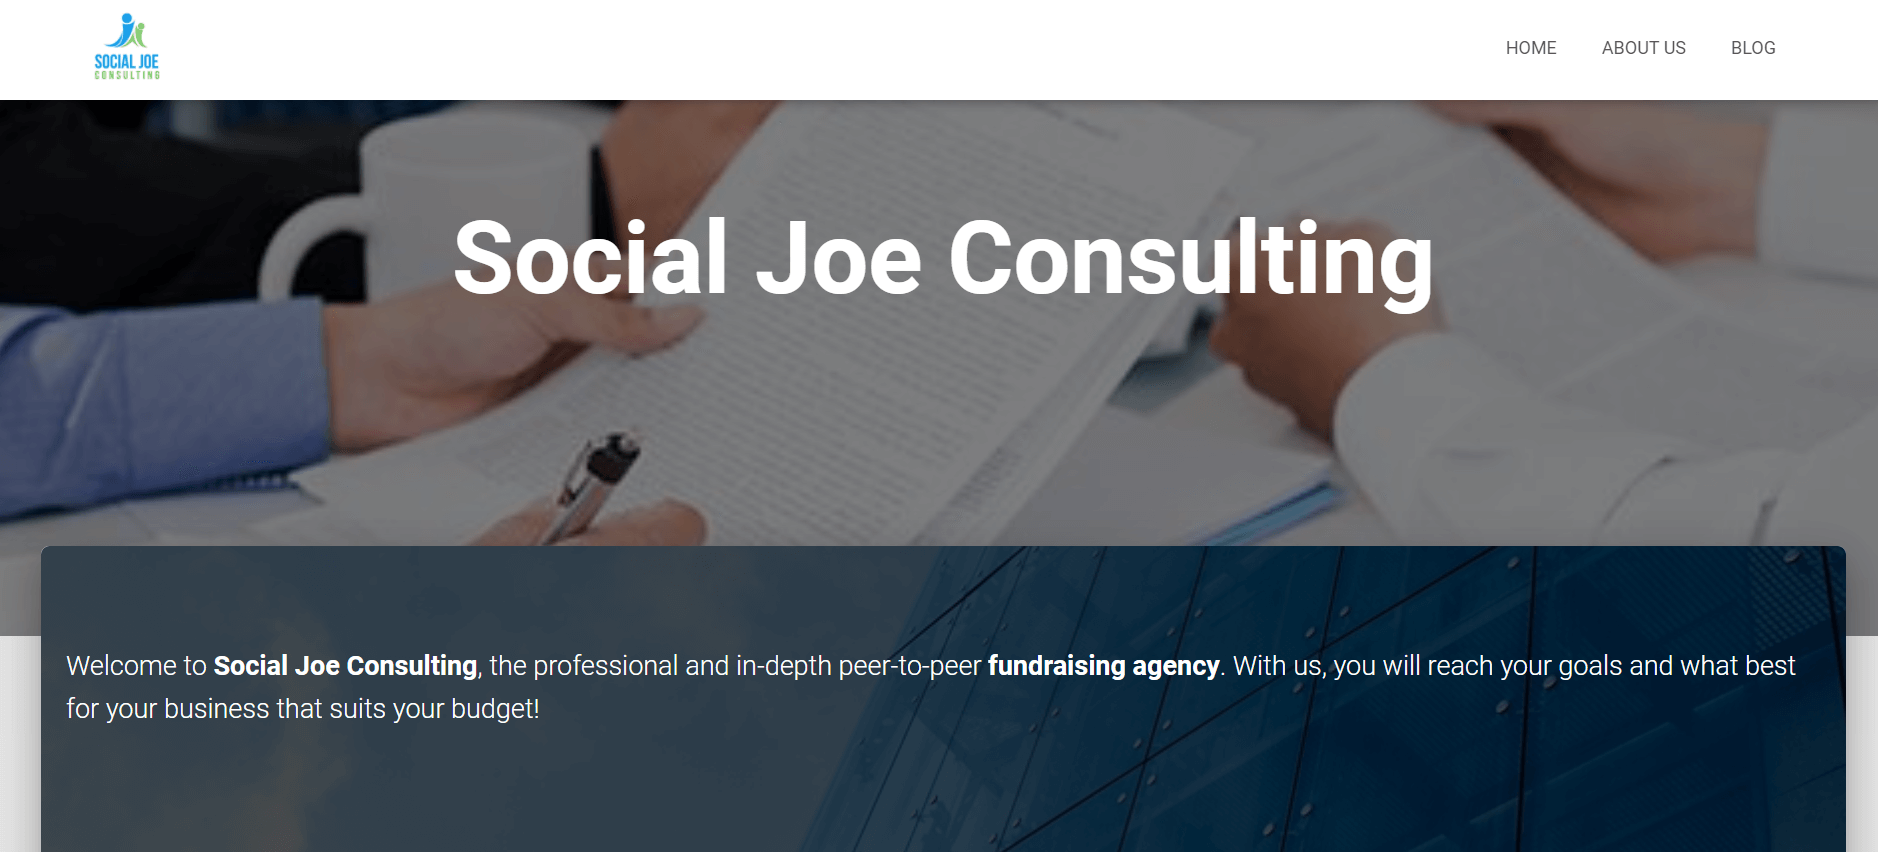 SOCIAL JOE
CONSULTING
HOME ABOUT US BLOG
Social Joe Consulting
Welcome to Social Joe Consulting, the professional and in-depth peer-to-peer fundraising agency. With us, you will reach your goals and what best
for your business that suits your budget!